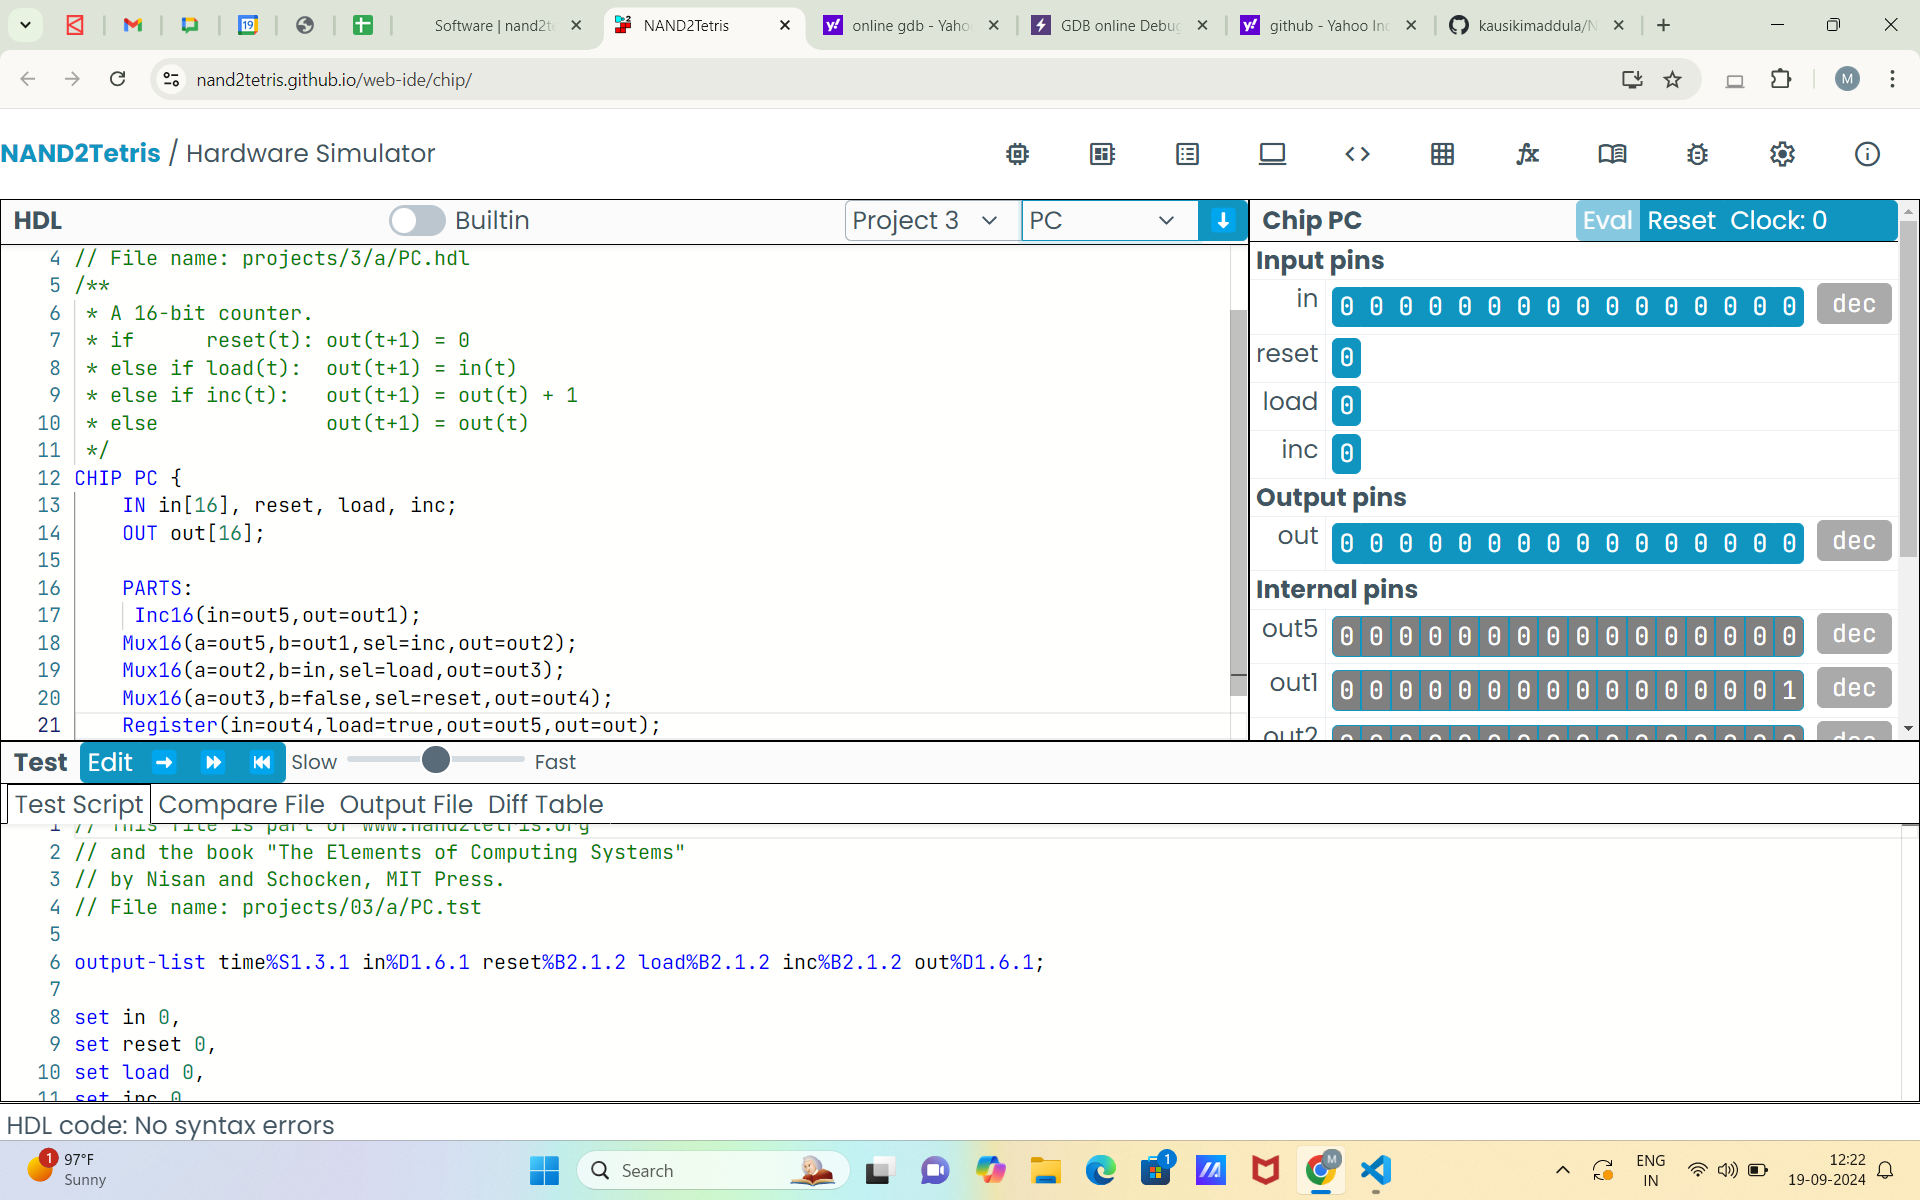 Software | nand2te
NAND2Tetris
online gdb - Yaho
GDB online Debug
github - Yahoo In
kausikimaddula/N
nand2tetris.github.io/web-ide/chip/
M
NAND2Tetris / Hardware Simulator
HDL
Builtin
Project 3
PC
4 // File name: projects/3/a/PC.hdl
5 /**
6 * A 16-bit counter.
7 * if reset(t): out(t+1) = 0
8 * else if load(t): out(t+1) = in(t)
9 * else if inc(t): out(t+1) = out(t) + 1
10 * else out(t+1) = out(t)
11 */
12 CHIP PC {
13 IN in[16], reset, load, inc;
14 OUT out[16];
15
16 PARTS:
17 Inc16(in=out5,out=out1);
18 Mux16(a=out5,b=out1,sel=inc,out=out2);
19 Mux16(a=out2,b=in,sel=load,out=out3);
20 Mux16(a=out3,b=false,sel=reset,out=out4);
21 Register(in=out4,load=true,out=out5,out=out);
Chip PC
Eval Reset Clock: 0
Input pins
in 0 0 0 0 0 0 0 0 0 0 0 0 0 0 0 0 dec
reset 0
load 0
inc 0
Output pins
out 0 0 0 0 0 0 0 0 0 0 0 0 0 0 0 0 dec
Internal pins
out5 0 0 0 0 0 0 0 0 0 0 0 0 0 0 0 0 dec
out1 0 0 0 0 0 0 0 0 0 0 0 0 0 0 0 1 dec
out2
Test Edit Slow Fast
Test Script Compare File Output File Diff Table
1 // This file is part of www.nand2tetris.org
2 // and the book "The Elements of Computing Systems"
3 // by Nisan and Schocken, MIT Press.
4 // File name: projects/03/a/PC.tst
5
6 output-list time%S1.3.1 in%D1.6.1 reset%B2.1.2 load%B2.1.2 inc%B2.1.2 out%D1.6.1;
7
8 set in 0,
9 set reset 0,
10 set load 0,
11 set inc 0
HDL code: No syntax errors
1
97°F
Sunny
Search
1
M
ENG
IN
12:22
19-09-2024